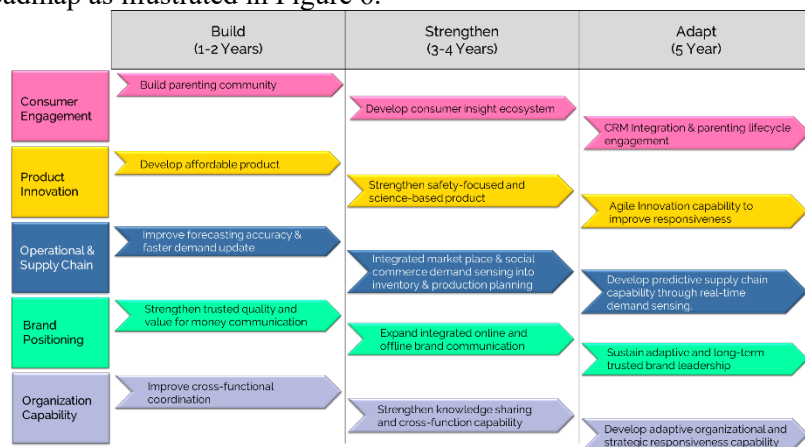 admap as illustrated in Figure 6.
Build
(1-2 Years)
Strengthen
(3-4 Years)
Adapt
(5 Year)
Consumer
Engagement
Build parenting community
Develop consumer insight ecosystem
CRM Integration & parenting lifecycle
engagement
Product
Innovation
Develop affordable product
Strengthen safety-focused and
science-based product
Agile Innovation capability to
improve responsiveness
Operational &
Supply Chain
Improve forecasting accuracy &
faster demand update
Integrated market place & social
commerce demand sensing into
inventory & production planning
Develop predictive supply chain
capability through real-time
demand sensing.
Brand
Positioning
Strengthen trusted quality and
value for money communication
Expand integrated online and
offline brand communication
Sustain adaptive and long-term
trusted brand leadership
Organization
Capability
Improve cross-functional
coordination
Strengthen knowledge sharing
and cross-function capability
Develop adaptive organizational and
strategic responsiveness capability